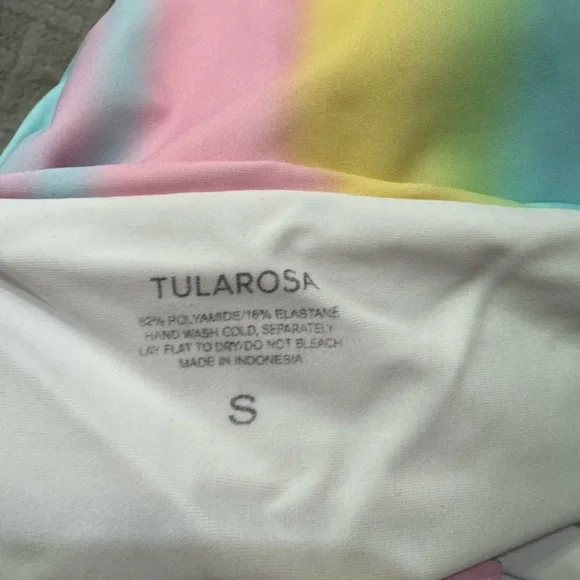 TULAROSA
82% POLYAMIDE/18% ELASTANE
HAND WASH COLD, SEPARATELY
LAY FLAT TO DRY/DO NOT BLEACH
MADE IN INDONESIA
S